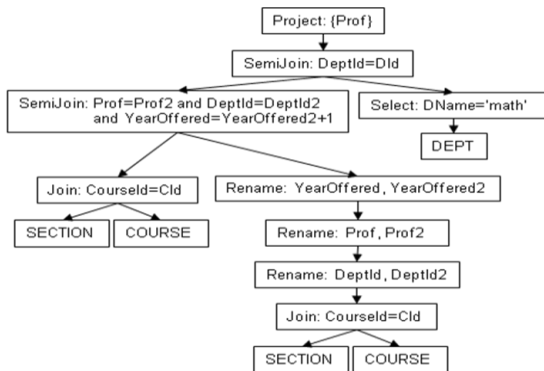 Project: {Prof}
SemiJoin: DeptId=DId
SemiJoin: Prof=Prof2 and DeptId=DeptId2
and YearOffered=YearOffered2+1
Select: DName='math'
DEPT
Join: CourseId=CId
Rename: YearOffered, YearOffered2
SECTION
COURSE
Rename: Prof, Prof2
Rename: DeptId, DeptId2
Join: CourseId=CId
SECTION
COURSE